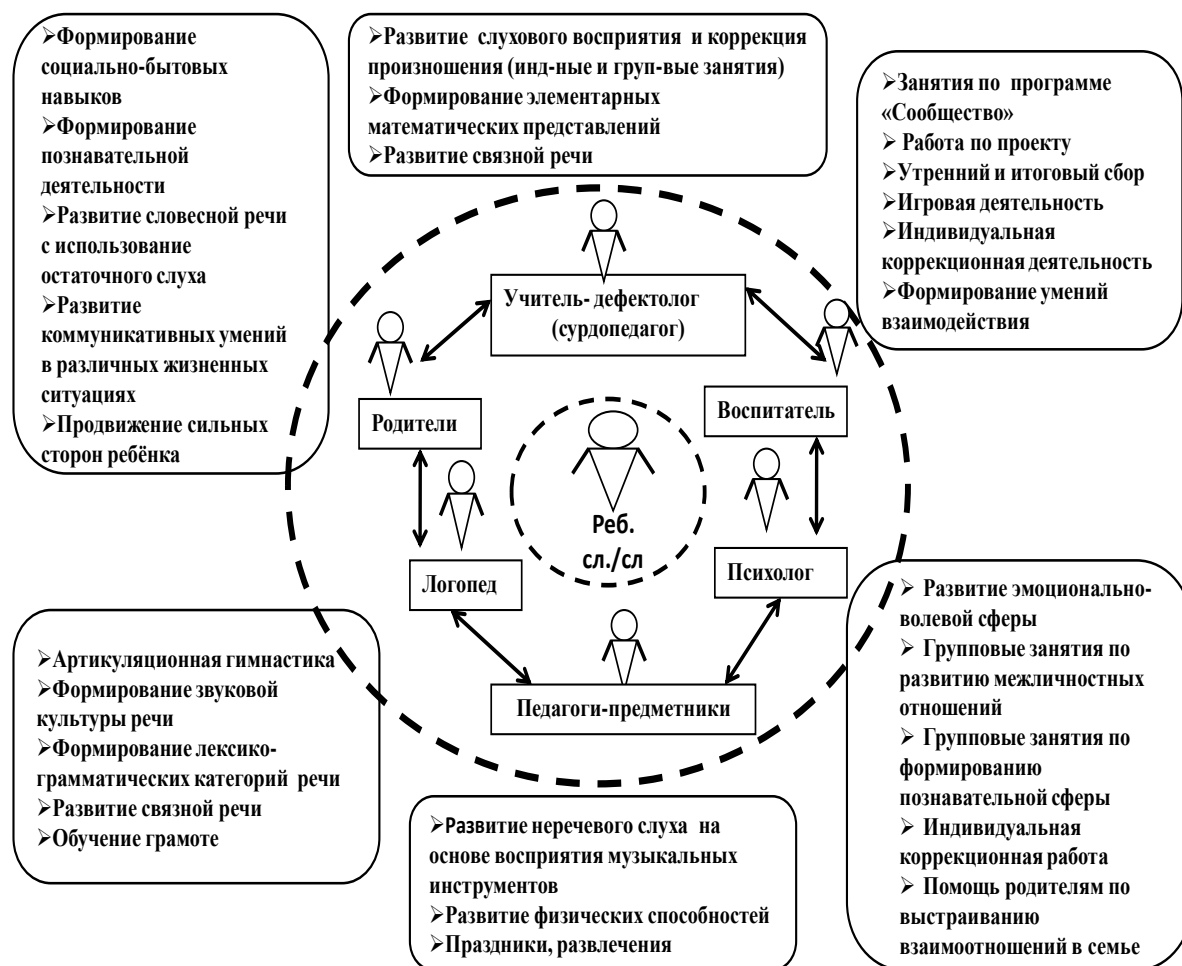 ➢Формирование
социально-бытовых
навыков
➢Формирование
познавательной
деятельности
➢Развитие словесной речи
с использование
остаточного слуха
➢Развитие
коммуникативных умений
в различных жизненных
ситуациях
➢Продвижение сильных
сторон ребёнка
➢Развитие слухового восприятия и коррекция
произношения (инд-ные и груп-вые занятия)
➢Формирование элементарных
математических представлений
➢Развитие связной речи
➢Занятия по программе
«Сообщество»
➢ Работа по проекту
➢Утренний и итоговый сбор
➢Игровая деятельность
➢Индивидуальная
коррекционная деятельность
➢Формирование умений
взаимодействия
Учитель- дефектолог
(сурдопедагог)
Родители
Воспитатель
Реб.
сл./сл
Логопед
Психолог
Педагоги-предметники
➢Артикуляционная гимнастика
➢Формирование звуковой
культуры речи
➢Формирование лексико-
грамматических категорий речи
➢Развитие связной речи
➢Обучение грамоте
➢Развитие неречевого слуха на
основе восприятия музыкальных
инструментов
➢Развитие физических способностей
➢Праздники, развлечения
➢ Развитие эмоционально-
волевой сферы
➢ Групповые занятия по
развитию межличностных
отношений
➢ Групповые занятия по
формированию
познавательной сферы
➢ Индивидуальная
коррекционная работа
➢ Помощь родителям по
выстраиванию
взаимоотношений в семье